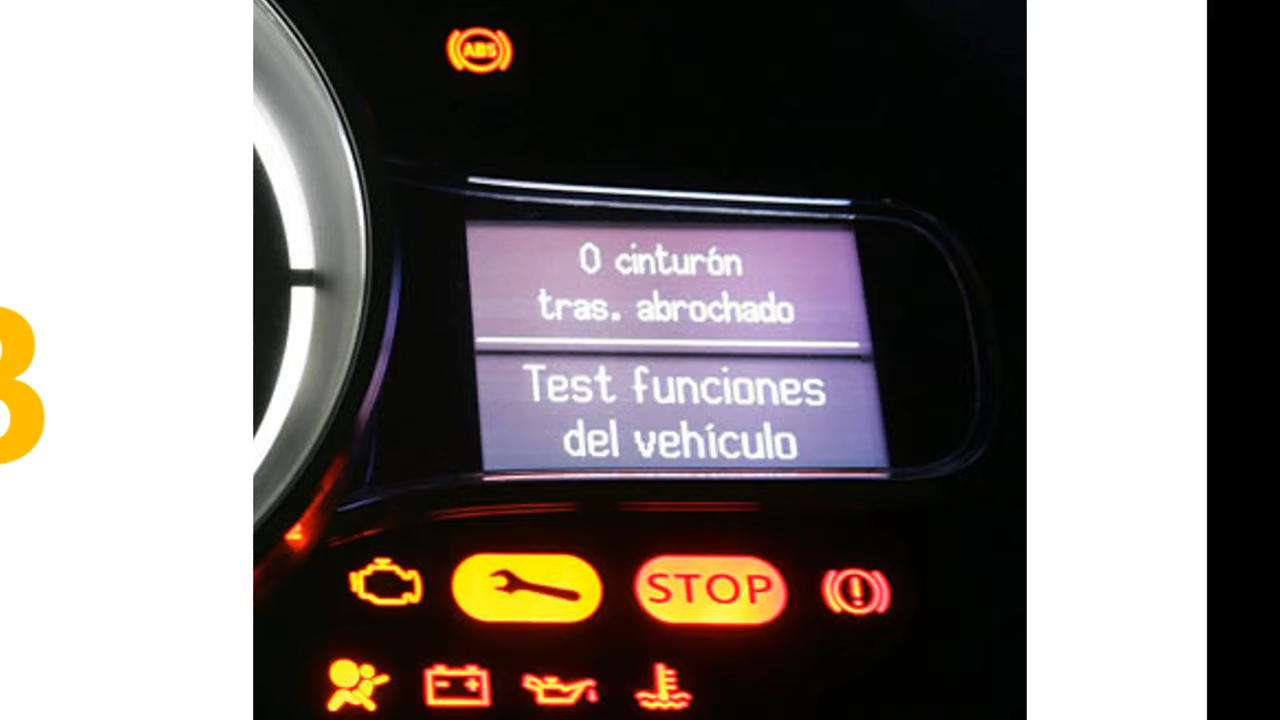 ABS
0 cinturón
tras. abrochado
Test funciones
del vehículo
STOP